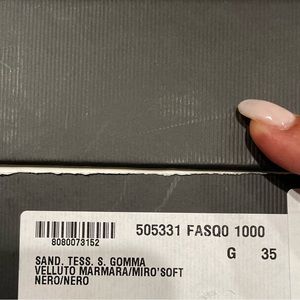 505331 FASQ0 1000
8080073152
G 35
SAND. TESS. S. GOMMA
VELLUTO MARMARA/MIRO'SOFT
NERO/NERO